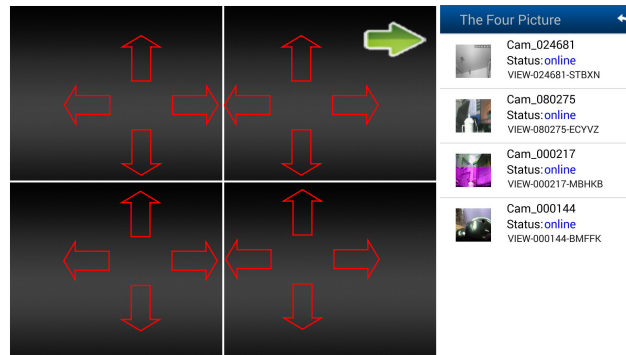 The Four Picture
Cam_024681
Status:online
VIEW-024681-STBXN
Cam_080275
Status:online
VIEW-080275-ECYVZ
Cam_000217
Status:online
VIEW-000217-MBHKB
Cam_000144
Status:online
VIEW-000144-BMFFK